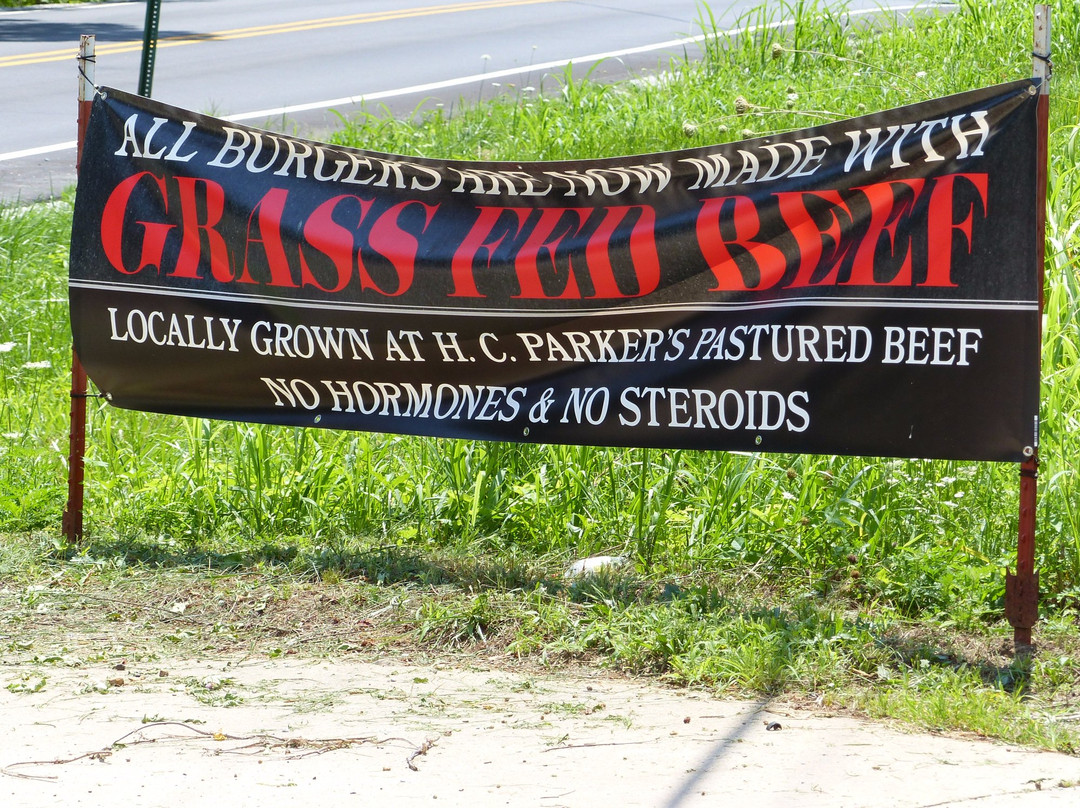 ALL BURGERS ARE NOW MADE WITH
GRASS FED BEEF
LOCALLY GROWN AT H. C. PARKER'S PASTURED BEEF
NO HORMONES & NO STEROIDS